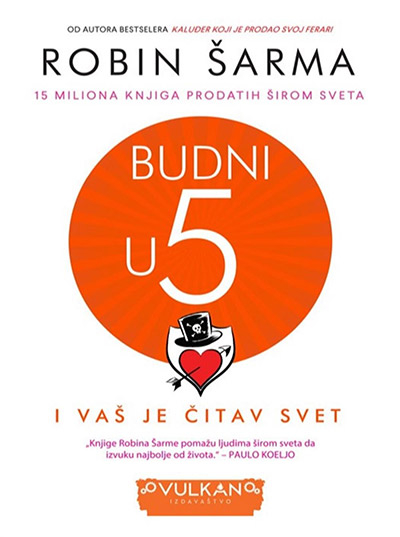 OD AUTORA BESTSELERA KALUĐER KOJI JE PRODAO SVOJ FERARI
ROBIN ŠARMA
15 MILIONA KNJIGA PRODATIH ŠIROM SVETA
BUDNI
U 5
I VAŠ JE ČITAV SVET
„Knjige Robina Šarme pomažu ljudima širom sveta da
izvuku najbolje od života.“ – PAULO KOELJO
VULKAN
IZDAVAŠTVO